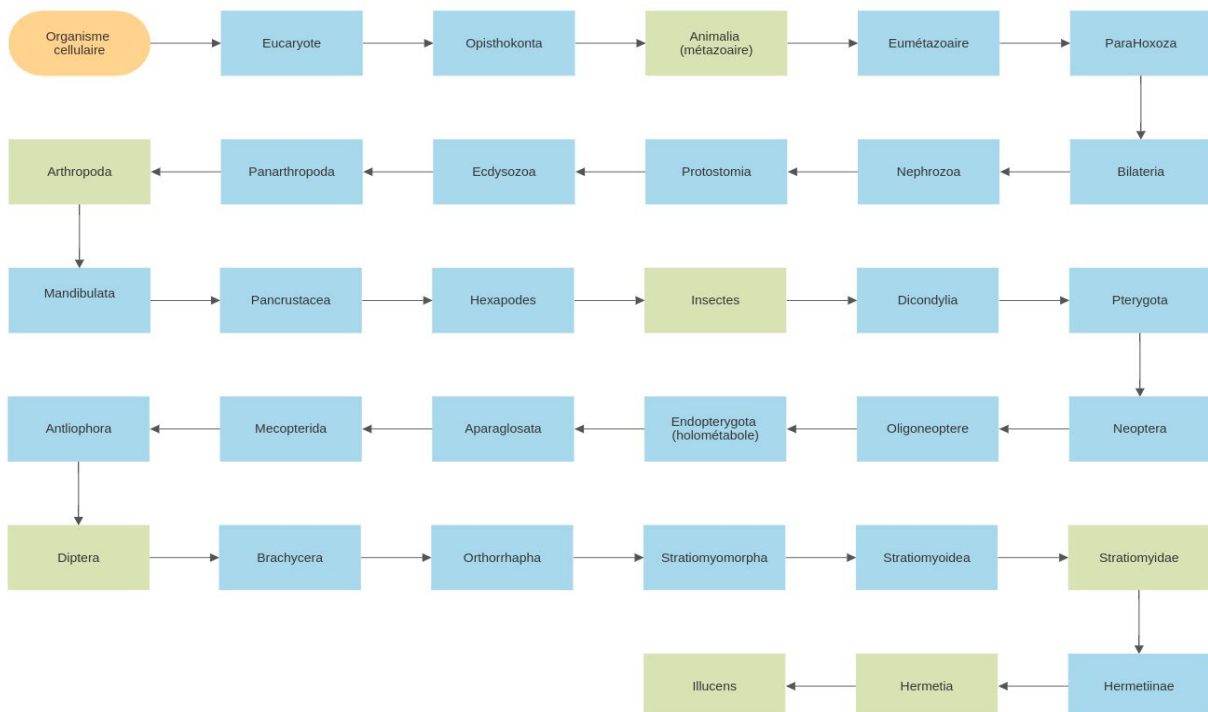 Organisme
cellulaire
Eucaryote
Opisthokonta
Animalia
(métazoaire)
Eumétazoaire
ParaHoxoza
Bilateria
Nephrozoa
Protostomia
Ecdysozoa
Panarthropoda
Arthropoda
Mandibulata
Pancrustacea
Hexapodes
Insectes
Dicondylia
Pterygota
Neoptera
Oligoneoptere
Endopterygota
(holométabole)
Aparaglosata
Mecopterida
Antliophora
Diptera
Brachycera
Orthorrhapha
Stratiomyomorpha
Stratiomyoidea
Stratiomyidae
Hermetiinae
Hermetia
Illucens